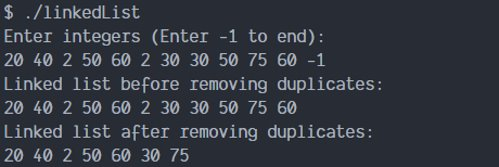 $ ./linkedList
Enter integers (Enter -1 to end):
20 40 2 50 60 2 30 30 50 75 60 -1
Linked list before removing duplicates:
20 40 2 50 60 2 30 30 50 75 60
Linked list after removing duplicates:
20 40 2 50 60 30 75